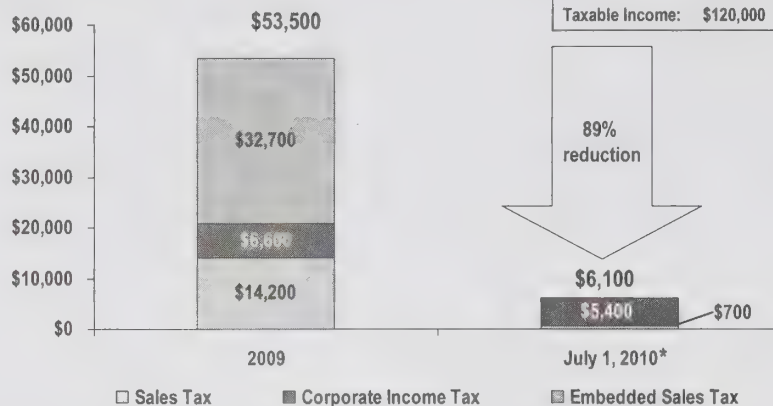 Taxable Income: $120,000
$60,000
$53,500
$50,000
$40,000
$32,700
89%
reduction
$30,000
$20,000
$6,600
$10,000
$14,200
$6,100
$5,400
$700
$0
2009
July 1, 2010*
Sales Tax
Corporate Income Tax
Embedded Sales Tax